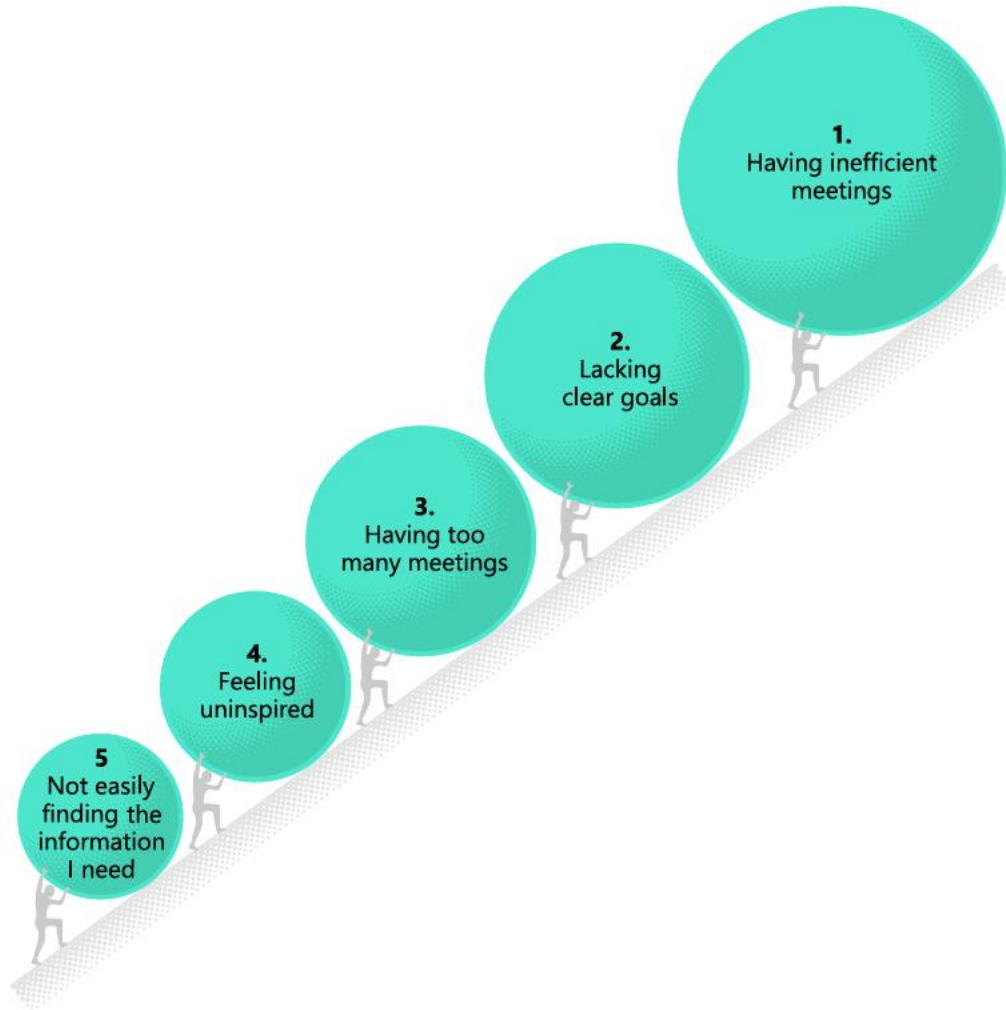 1.
Having inefficient
meetings
2.
Lacking
clear goals
3.
Having too
many meetings
4.
Feeling
uninspired
5
Not easily
finding the
information
I need